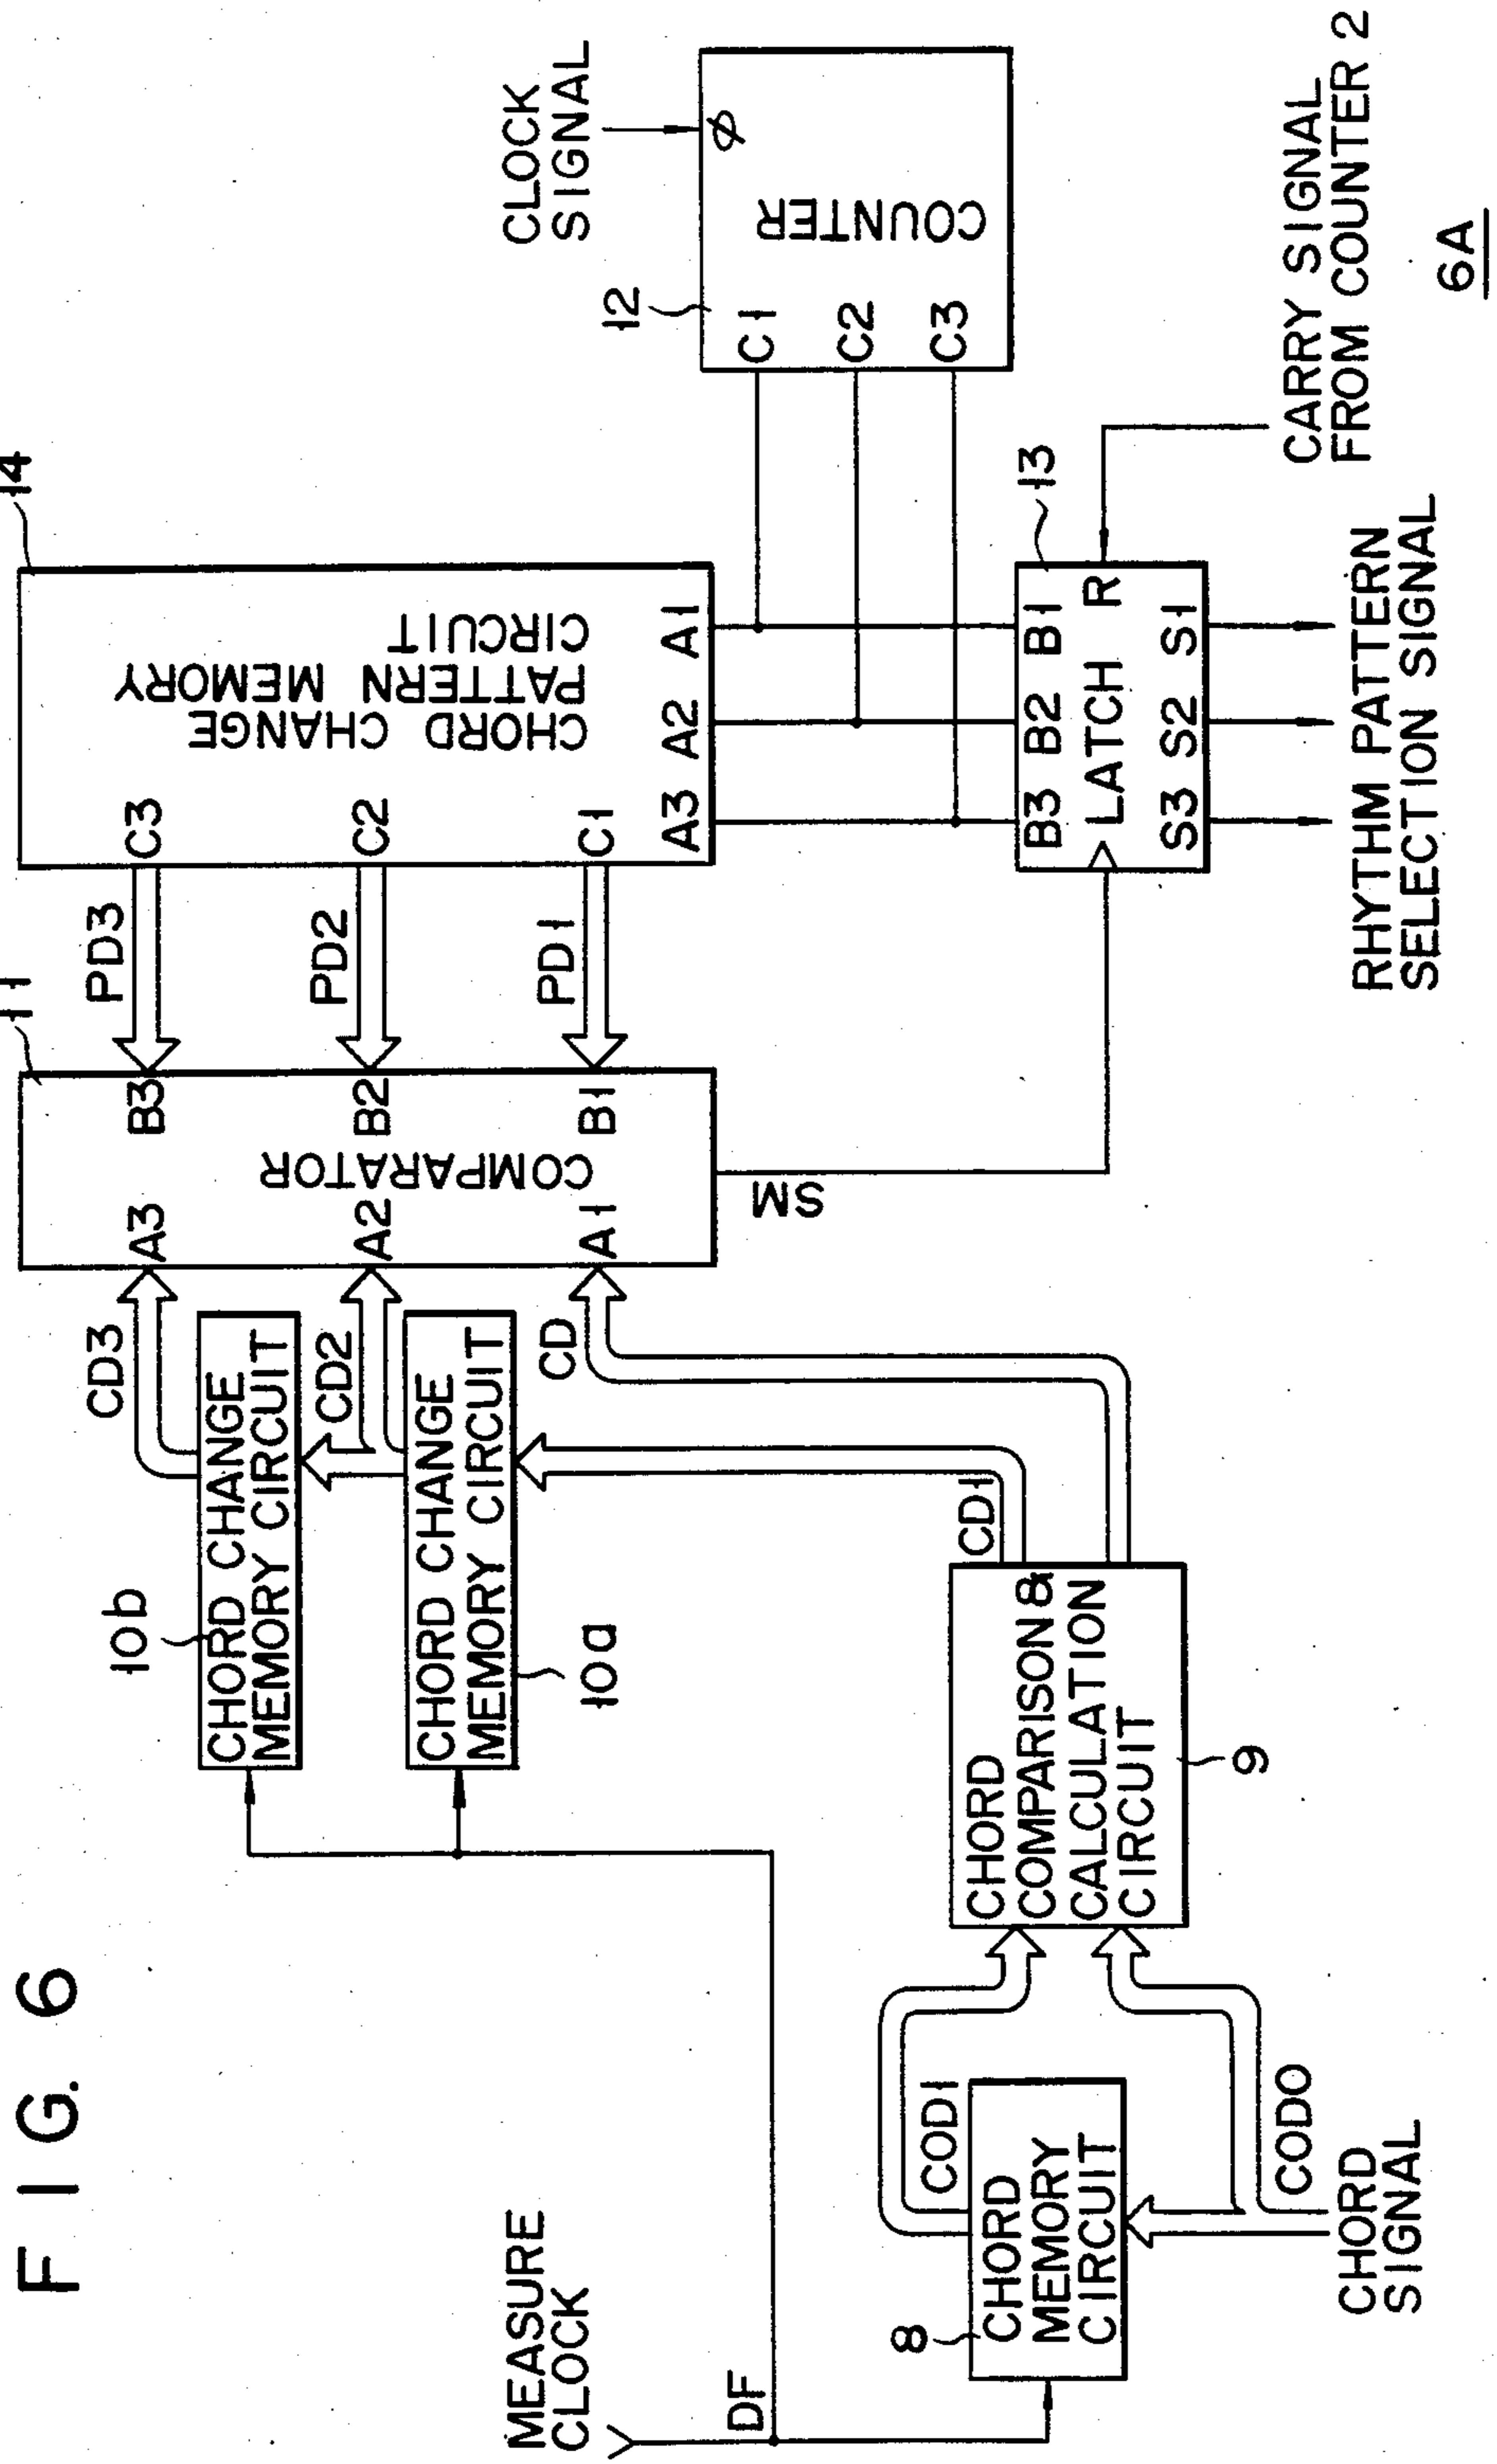 FIG. 6
MEASURE
CLOCK
DF
8
CHORD
MEMORY
CIRCUIT
COD1
COD0
CHORD
SIGNAL
CHORD
COMPARISON &
CALCULATION
CIRCUIT
9
10b
CHORD CHANGE
MEMORY CIRCUIT
CHORD CHANGE
MEMORY CIRCUIT
10a
CD3
CD2
CD
CD1
11
A3
A2
A1
COMPARATOR
B3
B2
B1
SM
PD3
PD2
PD1
14
C3
C2
C1
CHORD CHANGE
PATTERN MEMORY
CIRCUIT
A3 A2 A1
13
B3 B2 B1
LATCH R
S3 S2 S1
RHYTHM PATTERN
SELECTION SIGNAL
12
C1
C2
C3
COUNTER
φ
CLOCK
SIGNAL
CARRY SIGNAL
FROM COUNTER 2
6A